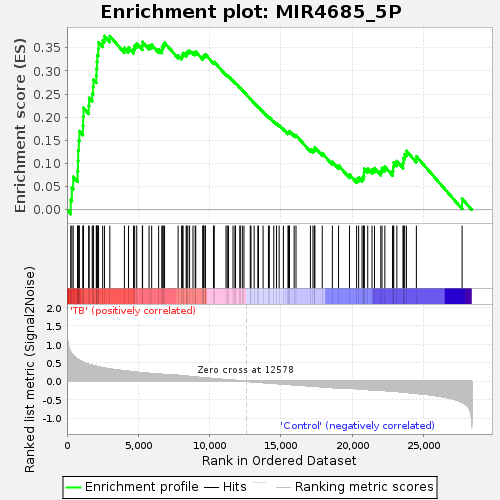 Enrichment plot: MIR4685_5P
Enrichment score (ES)
0.35
0.30
0.25
0.20
0.15
0.10
0.05
0.00
'TB' (positively correlated)
Ranked list metric (Signal2Noise)
2.0
1.5
1.0
0.5
0.0
-0.5
-1.0
Zero cross at 12578
'Control' (negatively correlated)
0 5,000 10,000 15,000 20,000 25,000
Rank in Ordered Dataset
Enrichment profile Hits Ranking metric scores